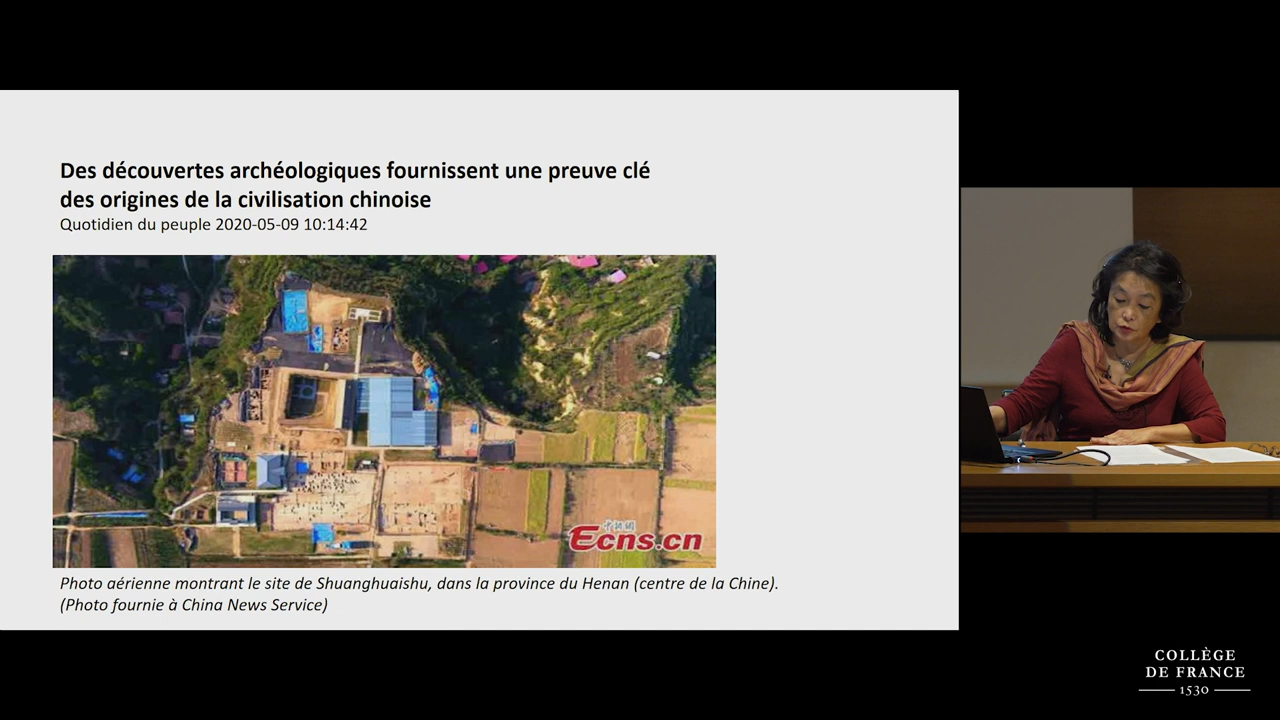 Des découvertes archéologiques fournissent une preuve clé
des origines de la civilisation chinoise
Quotidien du peuple 2020-05-09 10:14:42
中新网
Ecns.cn
Photo aérienne montrant le site de Shuanghuaishu, dans la province du Henan (centre de la Chine).
(Photo fournie à China News Service)
COLLÈGE
DE FRANCE
1530